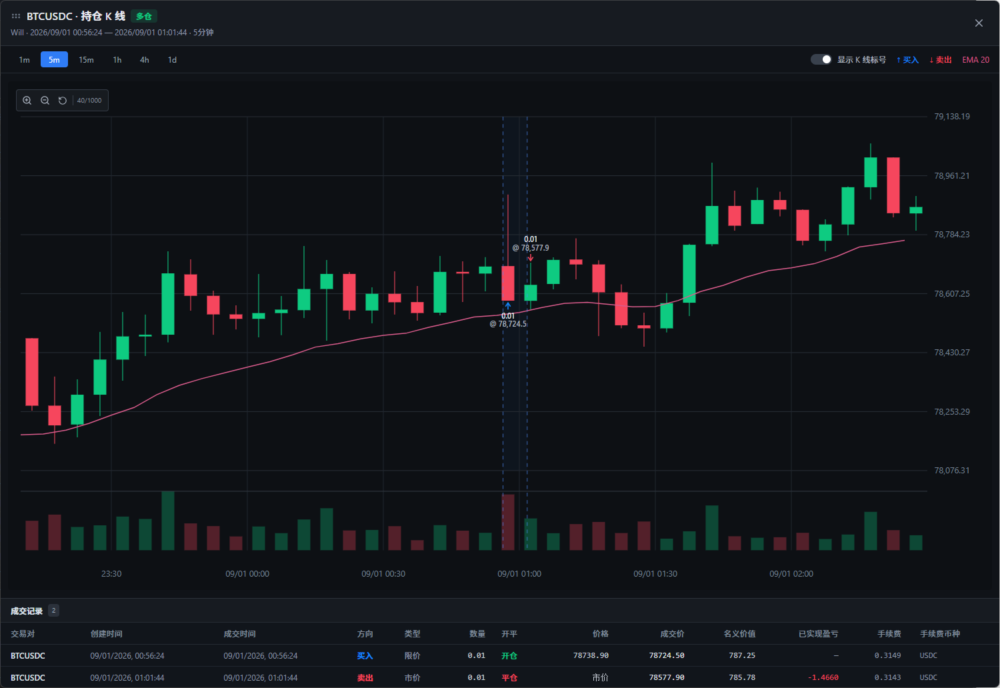 BTCUSDC · 持仓 K 线 多仓
Will · 2026/09/01 00:56:24 — 2026/09/01 01:01:44 · 5分钟
1m 5m 15m 1h 4h 1d
显示 K 线标号 ↑ 买入 ↓ 卖出 EMA 20
40/1000
79,138.19
78,961.21
78,784.23
78,607.25
78,430.27
78,253.29
78,076.31
0.01
@ 78,577.9
0.01
@ 78,724.5
23:30 09/01 00:00 09/01 00:30 09/01 01:00 09/01 01:30 09/01 02:00
成交记录 2
交易对 创建时间 成交时间 方向 类型 数量 开平 价格 成交价 名义价值 已实现盈亏 手续费 手续费币种
BTCUSDC 09/01/2026, 00:56:24 09/01/2026, 00:56:24 买入 限价 0.01 开仓 78738.90 78724.50 787.25 — 0.3149 USDC
BTCUSDC 09/01/2026, 01:01:44 09/01/2026, 01:01:44 卖出 市价 0.01 平仓 市价 78577.90 785.78 -1.4660 0.3143 USDC